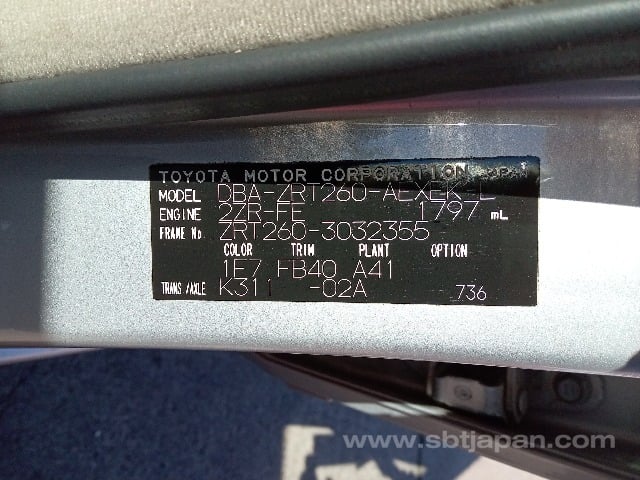 TOYOTA MOTOR CORPORATION
MODEL DBA-ZRT260-AEXEK-L
ENGINE 2ZR-FE 1797 mL
FRAME No. ZRT260-3032355
COLOR TRIM PLANT OPTION
1E7 FB40 A41
TRANS/AXLE K311 -02A 736
www.sbtjapan.com